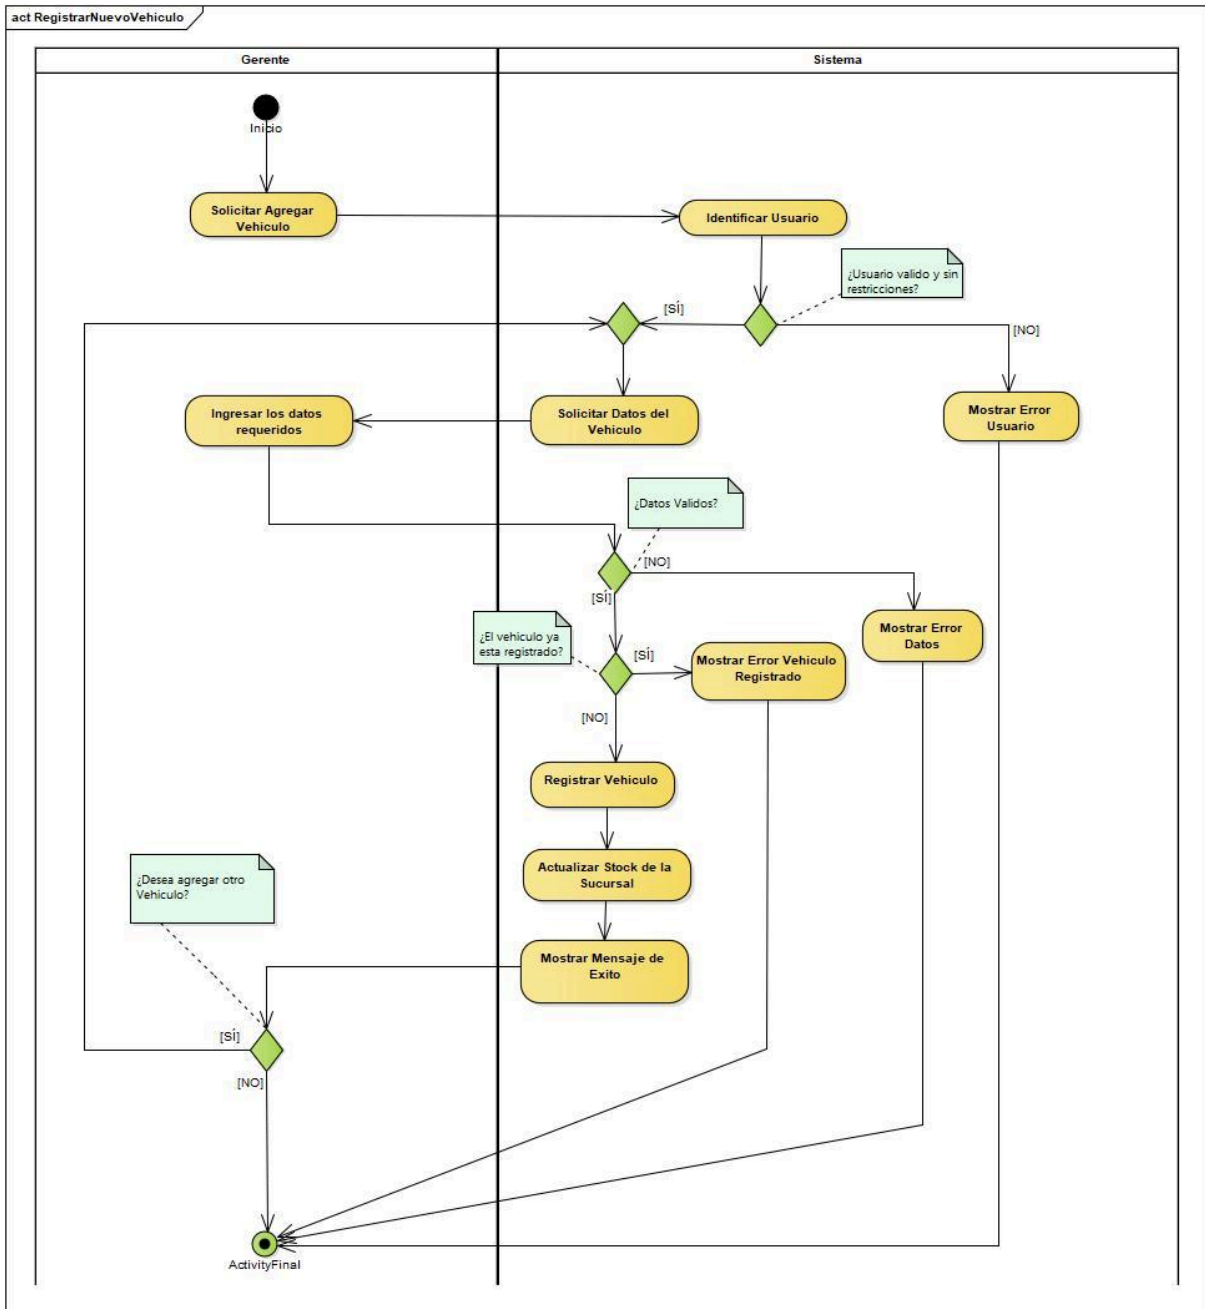 act RegistrarNuevoVehiculo
Gerente
Sistema
Inicio
Solicitar Agregar
Vehiculo
Identificar Usuario
¿Usuario valido y sin
restricciones?
[SÍ]
[NO]
Ingresar los datos
requeridos
Solicitar Datos del
Vehiculo
Mostrar Error
Usuario
¿Datos Validos?
[NO]
[SÍ]
¿El vehiculo ya
esta registrado?
[SÍ]
Mostrar Error Vehiculo
Registrado
Mostrar Error
Datos
[NO]
Registrar Vehiculo
Actualizar Stock de la
Sucursal
¿Desea agregar otro
Vehiculo?
Mostrar Mensaje de
Exito
[SÍ]
[NO]
ActivityFinal